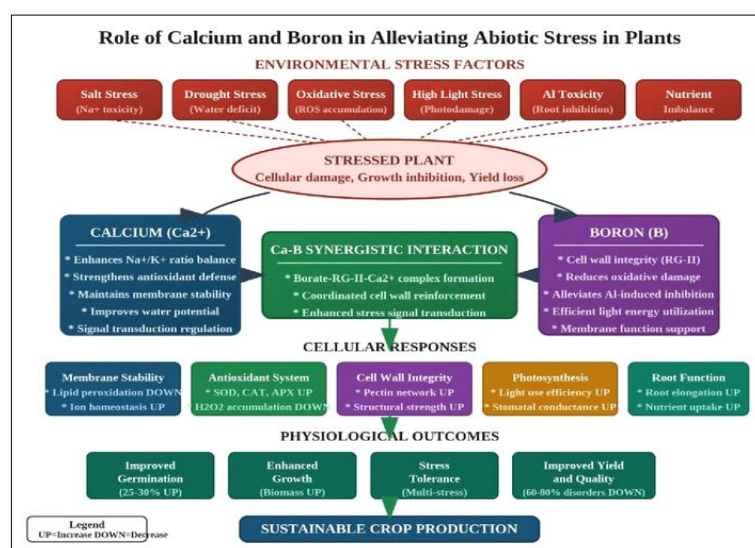 Role of Calcium and Boron in Alleviating Abiotic Stress in Plants
ENVIRONMENTAL STRESS FACTORS
Salt Stress
(Na+ toxicity)
Drought Stress
(Water deficit)
Oxidative Stress
(ROS accumulation)
High Light Stress
(Photodamage)
Al Toxicity
(Root inhibition)
Nutrient
Imbalance
STRESSED PLANT
Cellular damage, Growth inhibition, Yield loss
CALCIUM (Ca2+)
* Enhances Na+/K+ ratio balance
* Strengthens antioxidant defense
* Maintains membrane stability
* Improves water potential
* Signal transduction regulation
Ca-B SYNERGISTIC INTERACTION
* Borate-RG-II-Ca2+ complex formation
* Coordinated cell wall reinforcement
* Enhanced stress signal transduction
BORON (B)
* Cell wall integrity (RG-II)
* Reduces oxidative damage
* Alleviates Al-induced inhibition
* Efficient light energy utilization
* Membrane function support
CELLULAR RESPONSES
Membrane Stability
* Lipid peroxidation DOWN
* Ion homeostasis UP
Antioxidant System
* SOD, CAT, APX UP
* H2O2 accumulation DOWN
Cell Wall Integrity
* Pectin network UP
* Structural strength UP
Photosynthesis
* Light use efficiency UP
* Stomatal conductance UP
Root Function
* Root elongation UP
* Nutrient uptake UP
PHYSIOLOGICAL OUTCOMES
Improved
Germination
(25-30% UP)
Enhanced
Growth
(Biomass UP)
Stress
Tolerance
(Multi-stress)
Improved Yield
and Quality
(60-80% disorders DOWN)
Legend
UP=Increase DOWN=Decrease
SUSTAINABLE CROP PRODUCTION